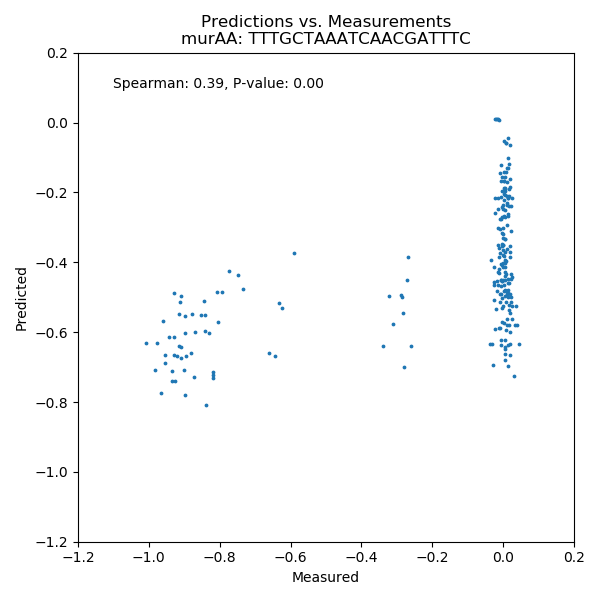 Predictions vs. Measurements
murAA: TTTGCTAAATCAACGATTTC
Spearman: 0.39, P-value: 0.00
Predicted
0.2
0.0
−0.2
−0.4
−0.6
−0.8
−1.0
−1.2
−1.2 −1.0 −0.8 −0.6 −0.4 −0.2 0.0 0.2
Measured